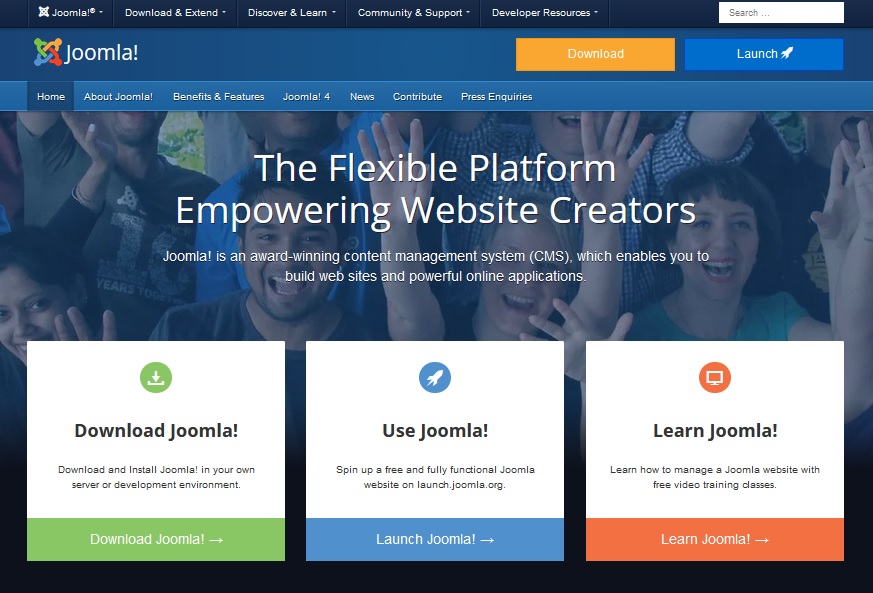 Joomla!® Download & Extend Discover & Learn Community & Support Developer Resources Search ...
Joomla! Download Launch
Home About Joomla! Benefits & Features Joomla! 4 News Contribute Press Enquiries
The Flexible Platform
Empowering Website Creators
Joomla! is an award-winning content management system (CMS), which enables you to
build web sites and powerful online applications.
YEARS TOGETHER
Download Joomla!
Download and Install Joomla! in your own
server or development environment.
Download Joomla! →
Use Joomla!
Spin up a free and fully functional Joomla
website on launch.joomla.org.
Launch Joomla! →
Learn Joomla!
Learn how to manage a Joomla website with
free video training classes.
Learn Joomla! →